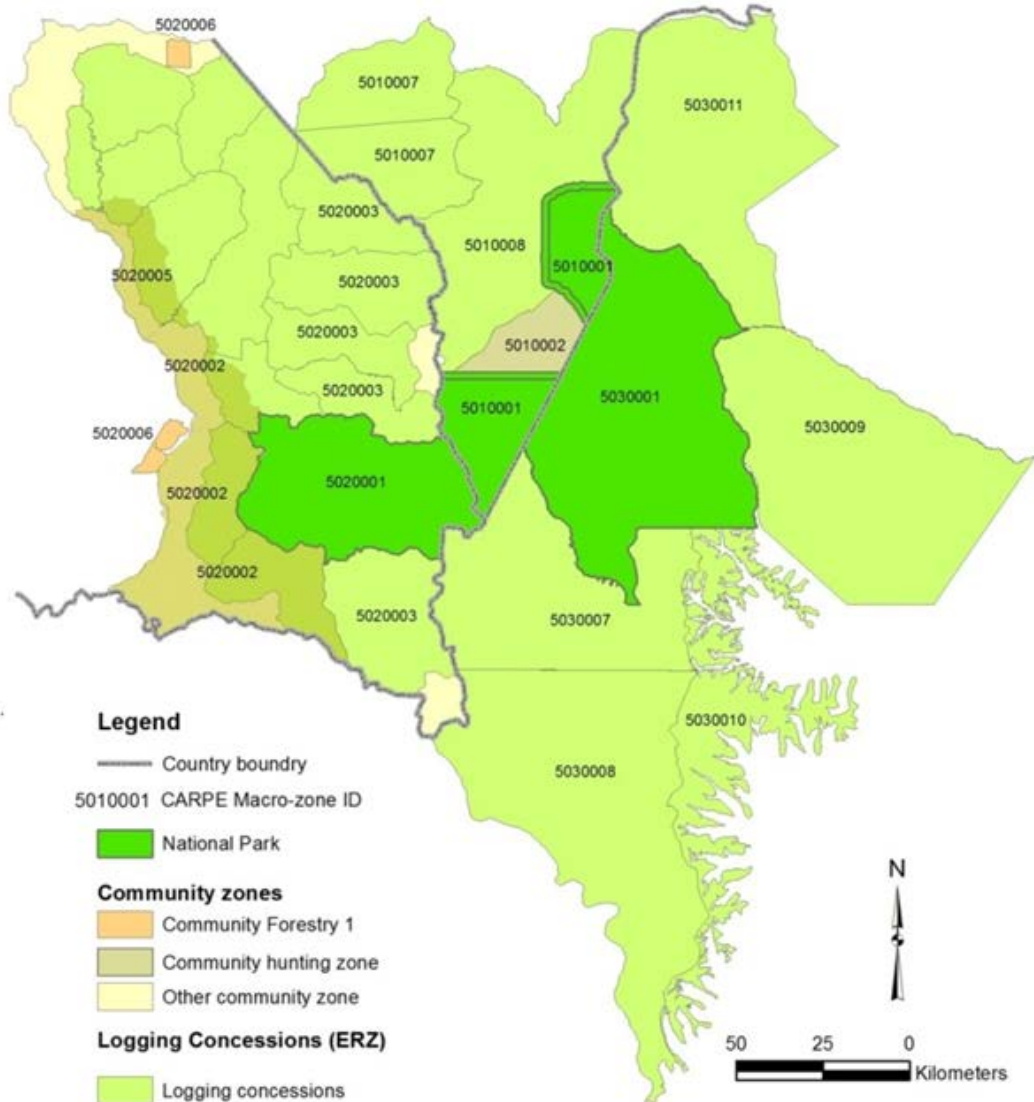 5020006
5010007
5030011
5010007
5020003
5010008
5010001
5020005
5020003
5020003
5010002
5020002
5020003
5010001
5030001
5030009
5020006
5020001
5020002
5020002
5020003
5030007
5030010
5030008
Legend
Country boundry
5010001 CARPE Macro-zone ID
National Park
Community zones
Community Forestry 1
Community hunting zone
Other community zone
Logging Concessions (ERZ)
Logging concessions
N
50 25 0
Kilometers